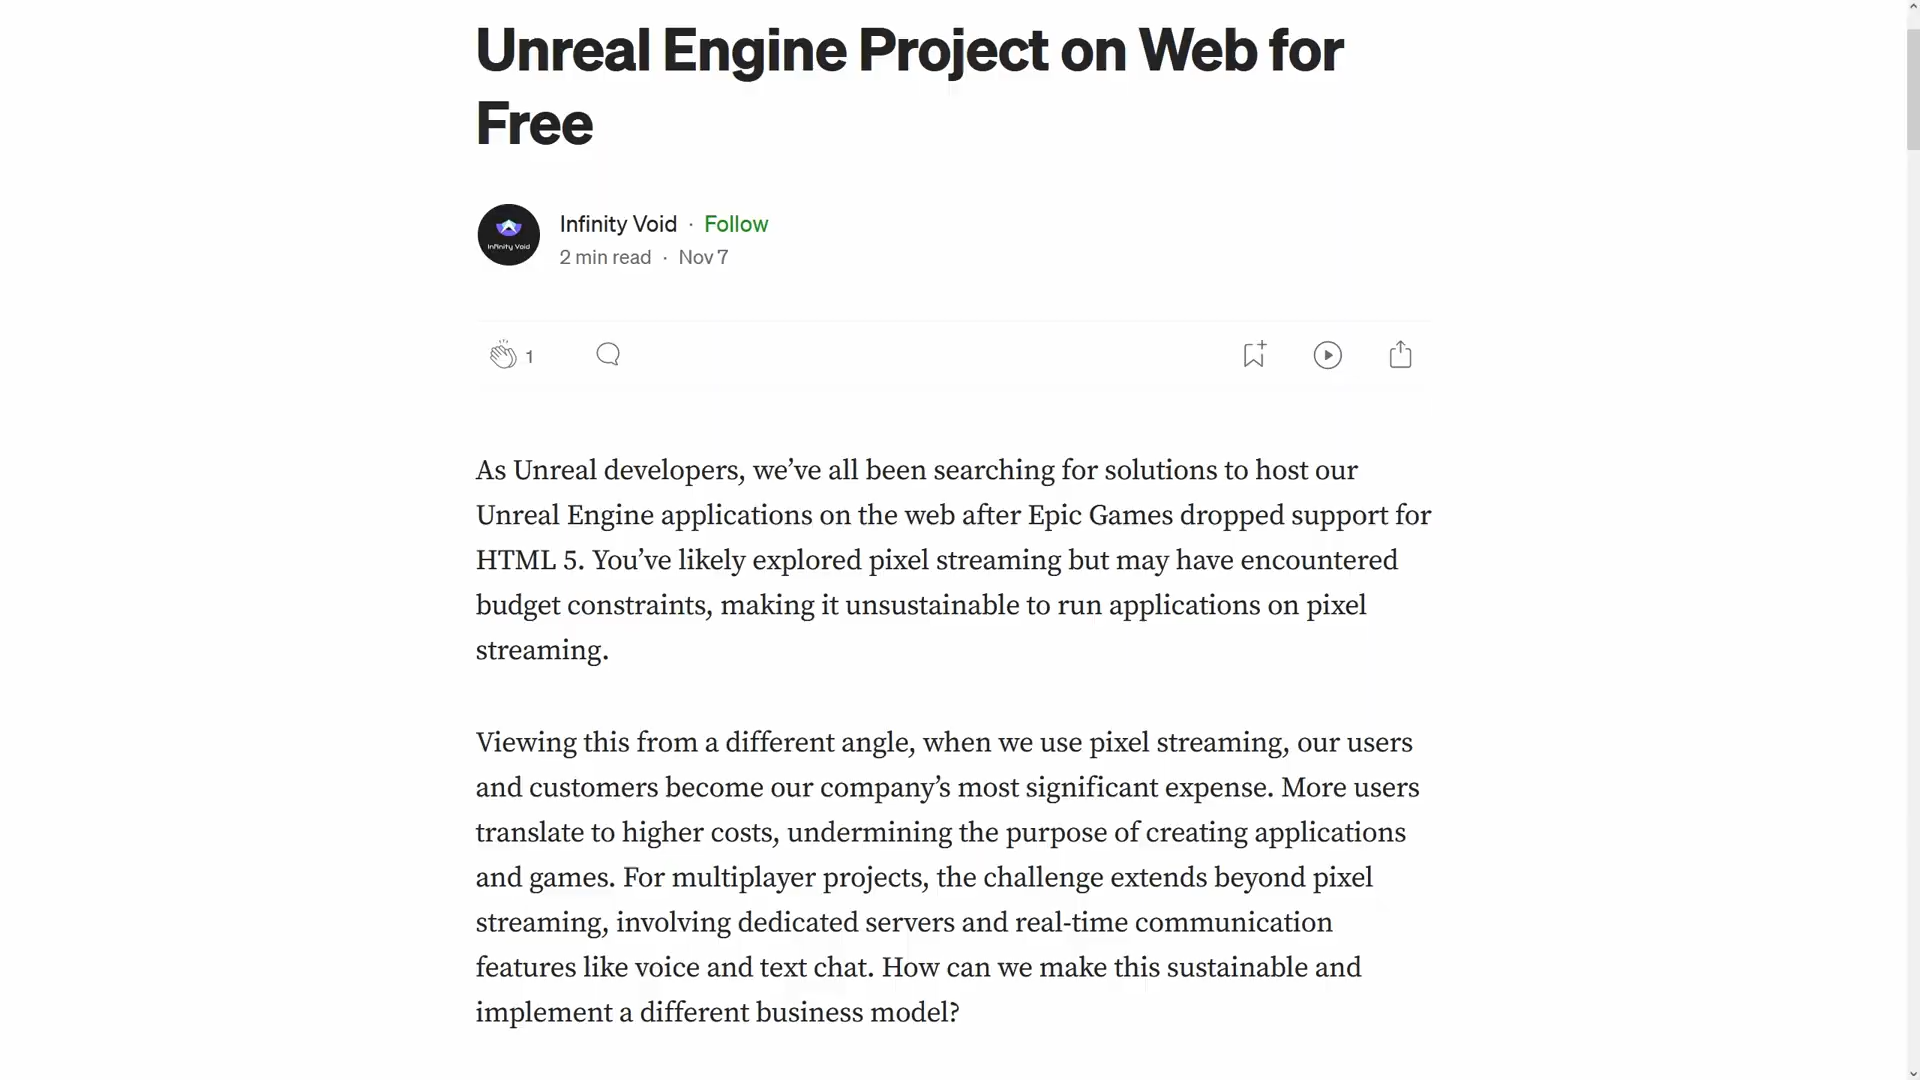 Unreal Engine Project on Web for
Free
Infinity Void · Follow
2 min read · Nov 7
Infinity Void
1
As Unreal developers, we’ve all been searching for solutions to host our
Unreal Engine applications on the web after Epic Games dropped support for
HTML 5. You’ve likely explored pixel streaming but may have encountered
budget constraints, making it unsustainable to run applications on pixel
streaming.
Viewing this from a different angle, when we use pixel streaming, our users
and customers become our company’s most significant expense. More users
translate to higher costs, undermining the purpose of creating applications
and games. For multiplayer projects, the challenge extends beyond pixel
streaming, involving dedicated servers and real-time communication
features like voice and text chat. How can we make this sustainable and
implement a different business model?